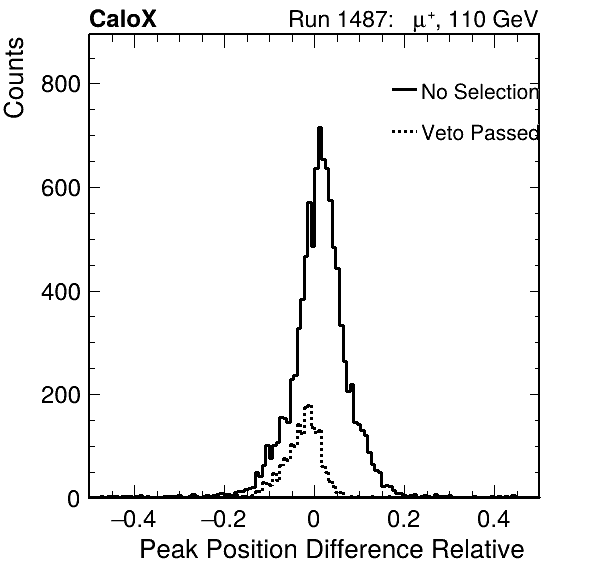 CaloX Run 1487: μ⁺, 110 GeV
Counts
800
600
400
200
0
No Selection
Veto Passed
−0.4 −0.2 0 0.2 0.4
Peak Position Difference Relative